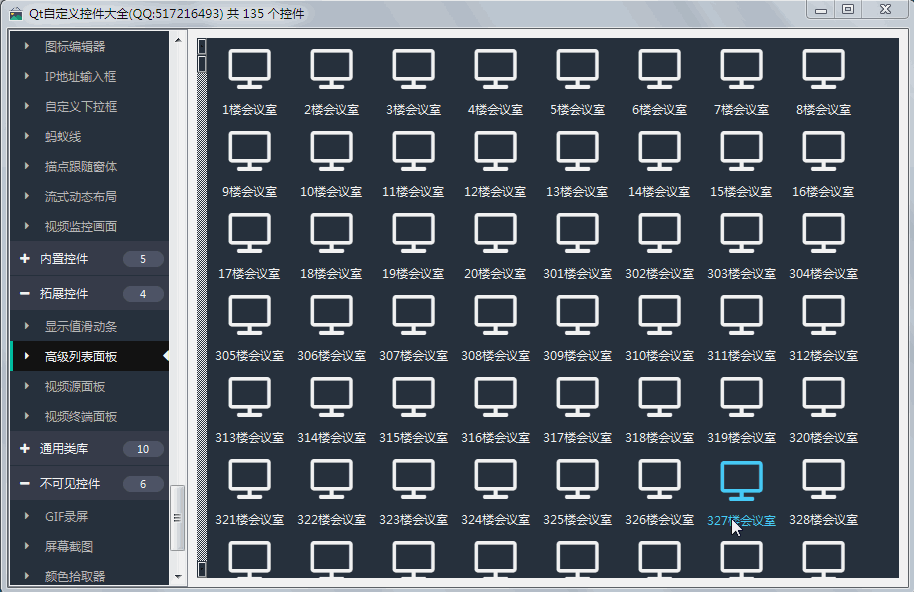 Qt自定义控件大全(QQ:517216493) 共 135 个控件
图标编辑器
IP地址输入框
自定义下拉框
蚂蚁线
描点跟随窗体
流式动态布局
视频监控画面
内置控件 5
拓展控件 4
显示值滑动条
高级列表面板
视频源面板
视频终端面板
通用类库 10
不可见控件 6
GIF录屏
屏幕截图
颜色拾取器
1楼会议室 2楼会议室 3楼会议室 4楼会议室 5楼会议室 6楼会议室 7楼会议室 8楼会议室
9楼会议室 10楼会议室 11楼会议室 12楼会议室 13楼会议室 14楼会议室 15楼会议室 16楼会议室
17楼会议室 18楼会议室 19楼会议室 20楼会议室 301楼会议室 302楼会议室 303楼会议室 304楼会议室
305楼会议室 306楼会议室 307楼会议室 308楼会议室 309楼会议室 310楼会议室 311楼会议室 312楼会议室
313楼会议室 314楼会议室 315楼会议室 316楼会议室 317楼会议室 318楼会议室 319楼会议室 320楼会议室
321楼会议室 322楼会议室 323楼会议室 324楼会议室 325楼会议室 326楼会议室 327楼会议室 328楼会议室